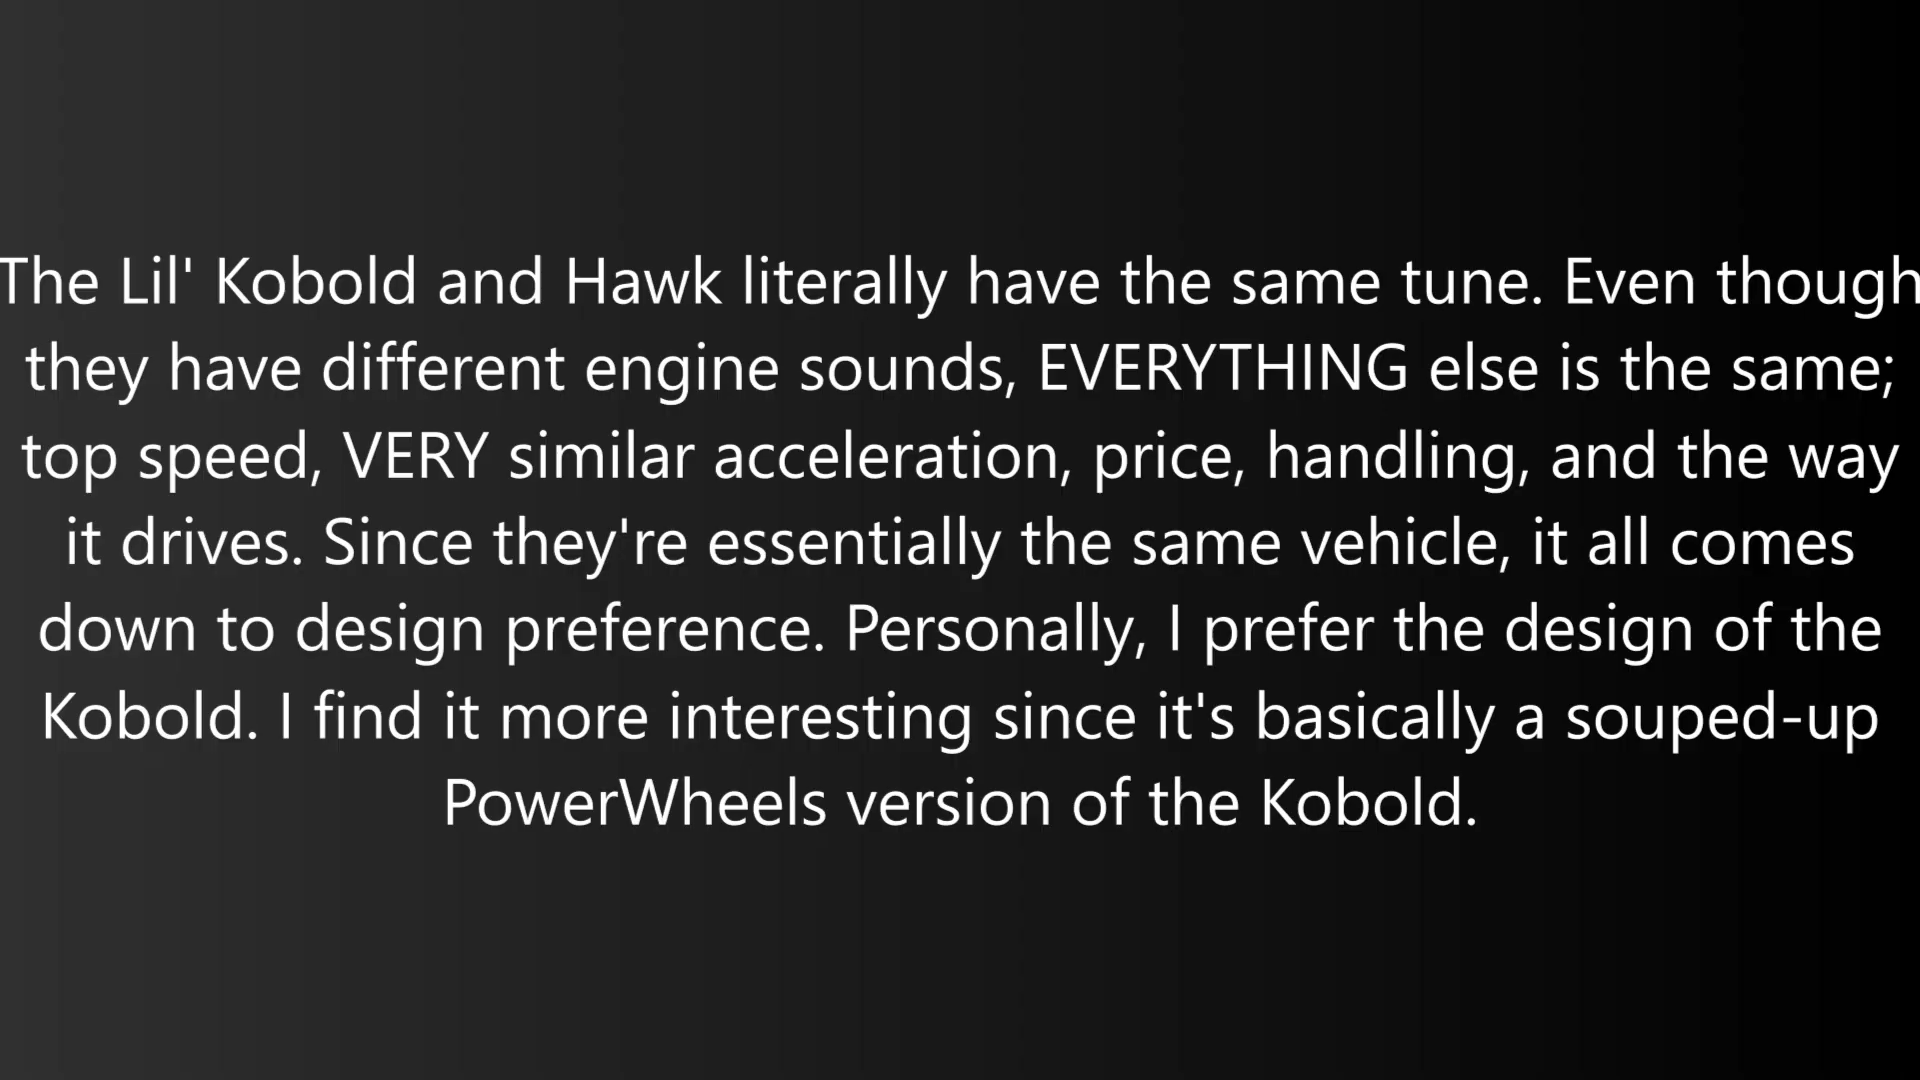 The Lil' Kobold and Hawk literally have the same tune. Even though
they have different engine sounds, EVERYTHING else is the same;
top speed, VERY similar acceleration, price, handling, and the way
it drives. Since they're essentially the same vehicle, it all comes
down to design preference. Personally, I prefer the design of the
Kobold. I find it more interesting since it's basically a souped-up
PowerWheels version of the Kobold.